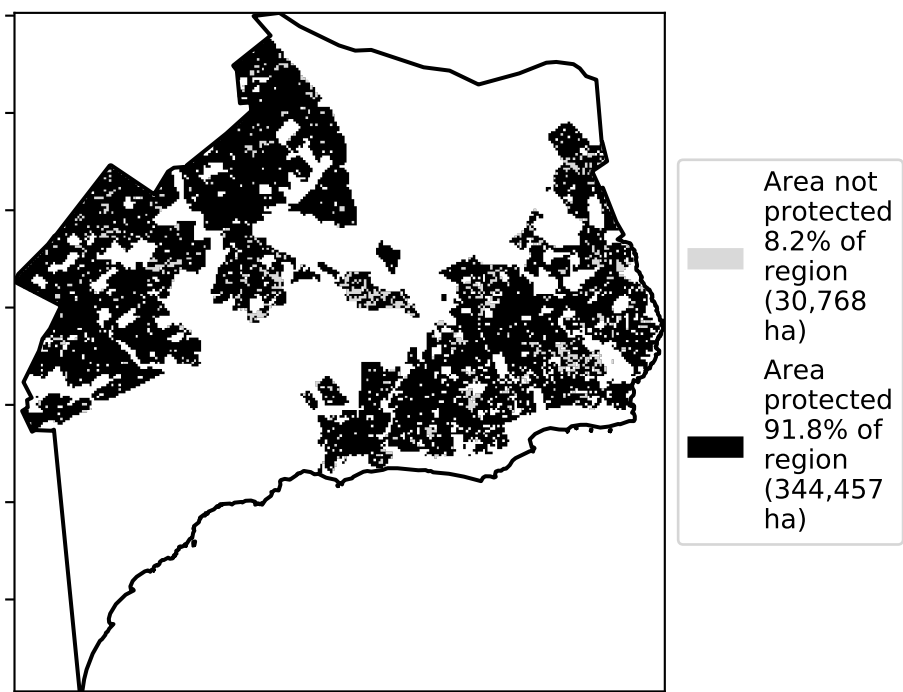 Area not
protected
8.2% of
region
(30,768
ha)
Area
protected
91.8% of
region
(344,457
ha)